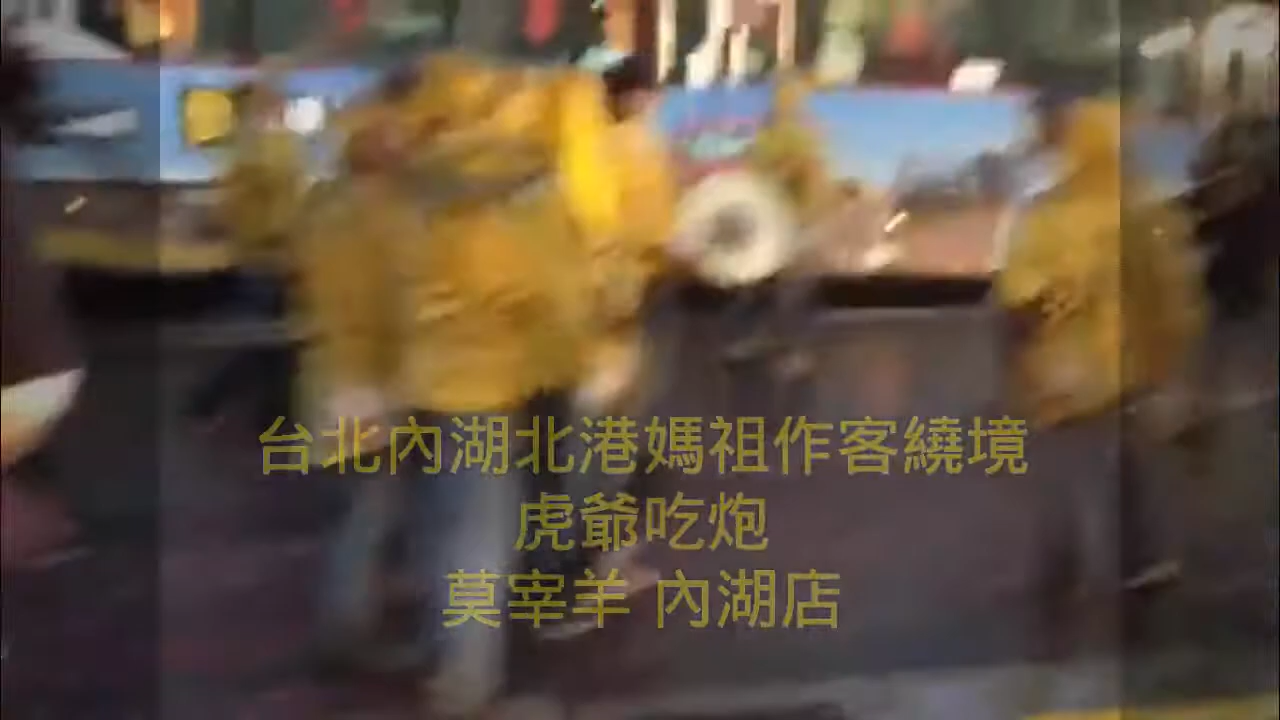 台北內湖北港媽祖作客繞境
虎爺吃炮
莫宰羊 內湖店